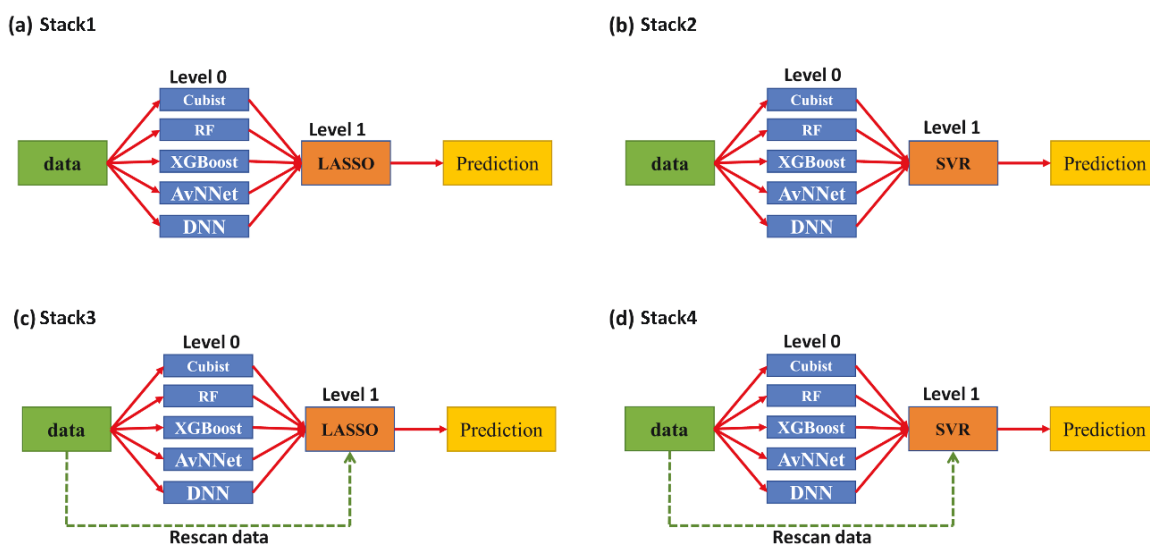 (a) Stack1
Level 0
Cubist
RF
XGBoost
AvNNet
DNN
data
Level 1
LASSO
Prediction
(b) Stack2
Level 0
Cubist
RF
XGBoost
AvNNet
DNN
data
Level 1
SVR
Prediction
(c) Stack3
Level 0
Cubist
RF
XGBoost
AvNNet
DNN
data
Level 1
LASSO
Prediction
Rescan data
(d) Stack4
Level 0
Cubist
RF
XGBoost
AvNNet
DNN
data
Level 1
SVR
Prediction
Rescan data